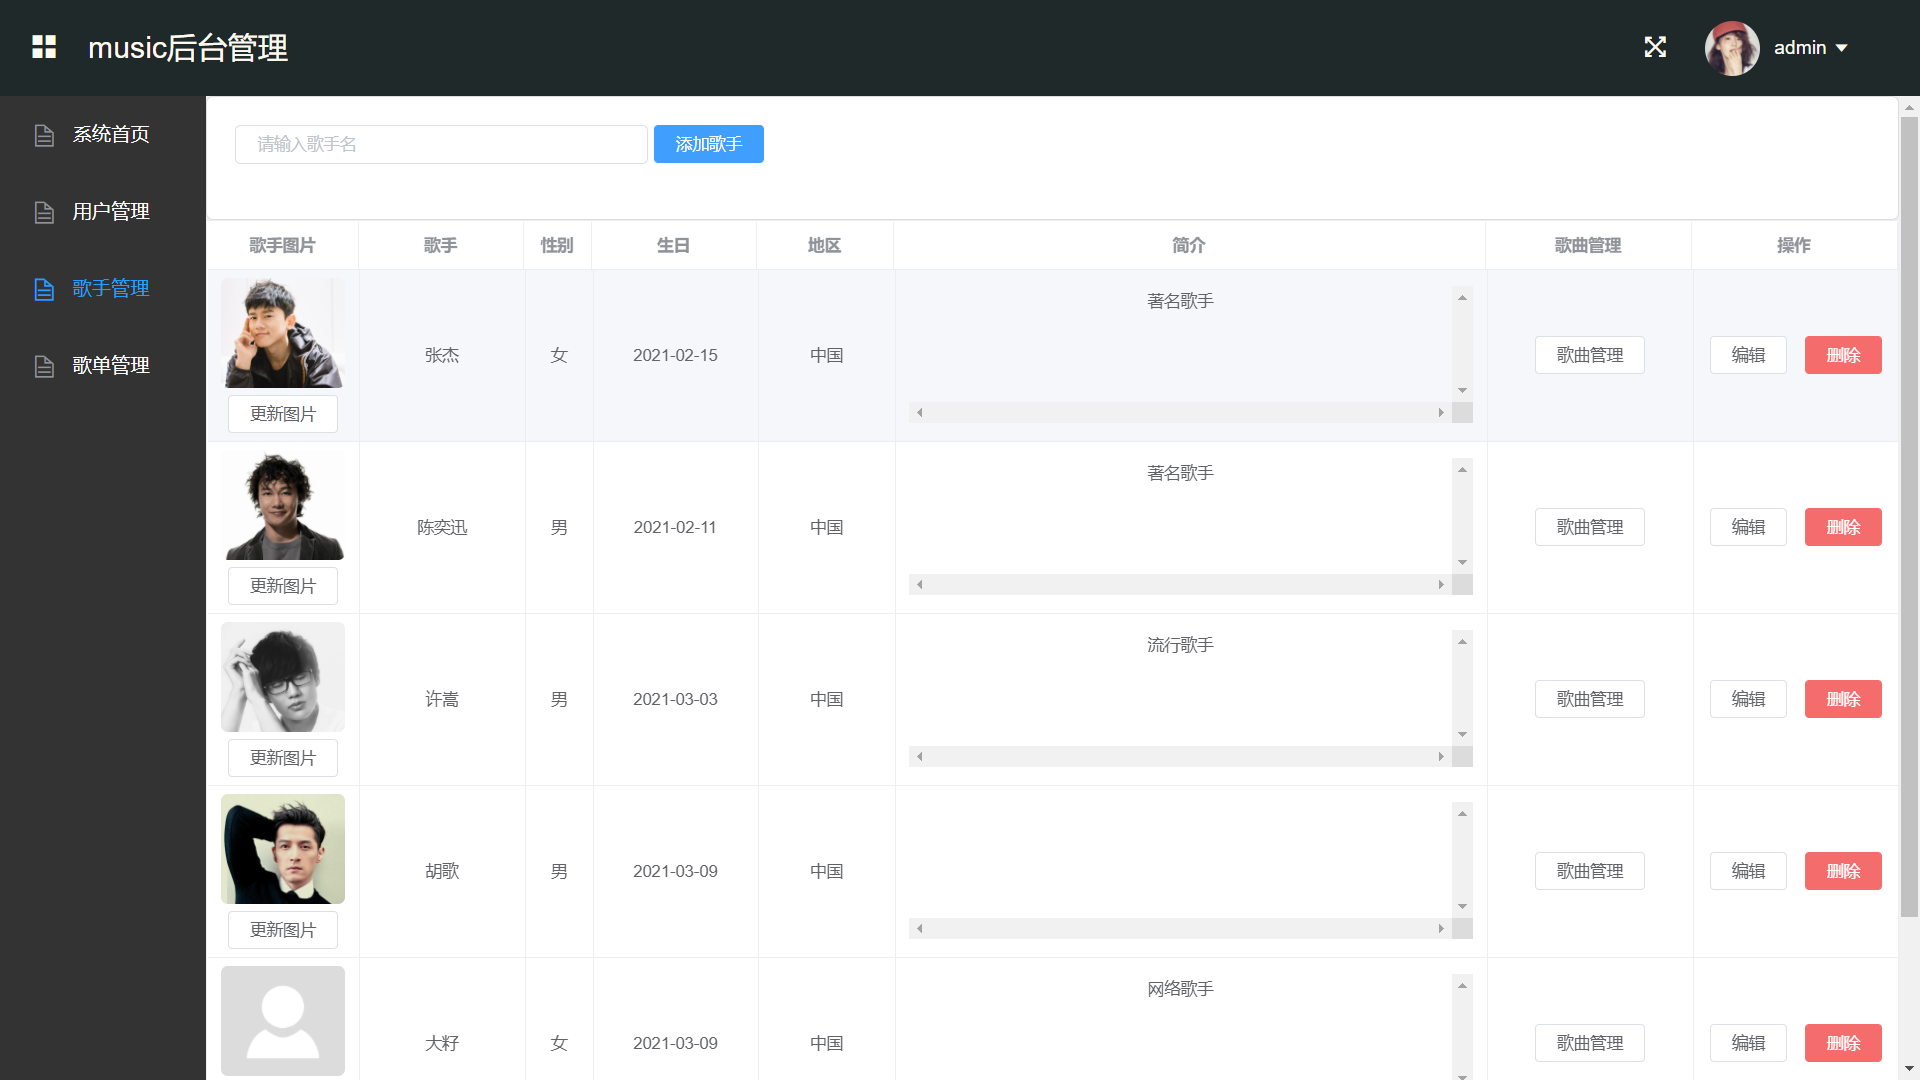 music后台管理
admin
系统首页
用户管理
歌手管理
歌单管理
请输入歌手名 添加歌手
歌手图片 歌手 性别 生日 地区 简介 歌曲管理 操作
著名歌手
张杰 女 2021-02-15 中国 歌曲管理 编辑 删除
更新图片
著名歌手
陈奕迅 男 2021-02-11 中国 歌曲管理 编辑 删除
更新图片
流行歌手
许嵩 男 2021-03-03 中国 歌曲管理 编辑 删除
更新图片
胡歌 男 2021-03-09 中国 歌曲管理 编辑 删除
更新图片
网络歌手
大籽 女 2021-03-09 中国 歌曲管理 编辑 删除